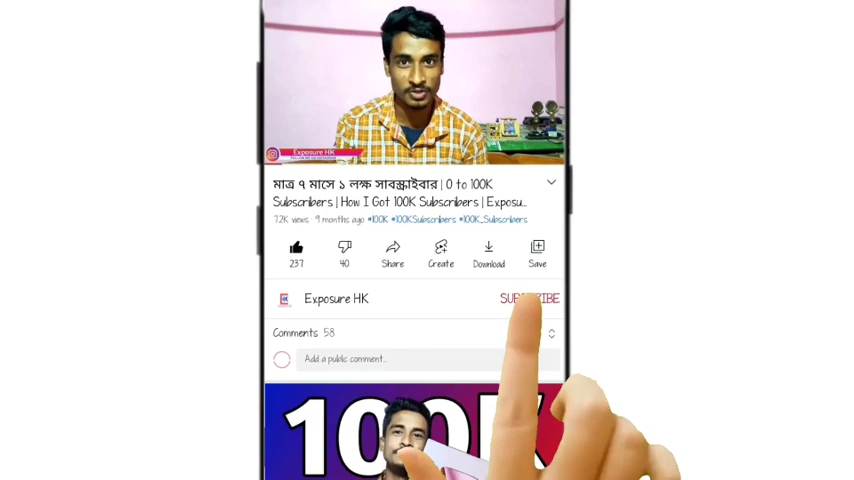 Exposure HK
মাত্র ৭ মাসে ১ লক্ষ সাবস্ক্রাইবার | 0 to 100K
Subscribers | How I Got 100K Subscribers | Exposu...
7.2K views · 9 months ago #100K #100KSubscribers #100K_Subscribers
237 40 Share Create Download Save
Exposure HK SUBSCRIBE
Comments 58
Add a public comment...
100K